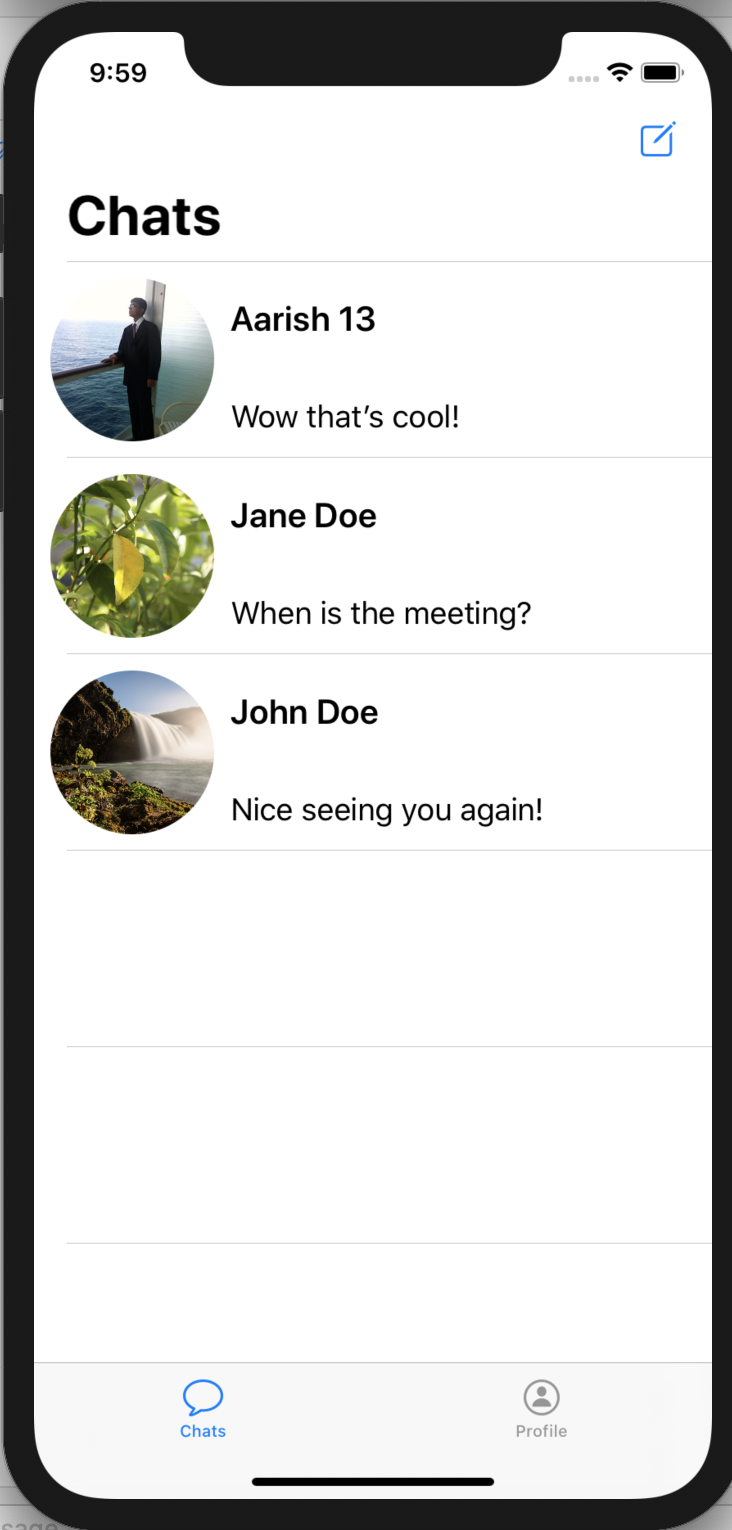 9:59
Chats
Aarish 13
Wow that’s cool!
Jane Doe
When is the meeting?
John Doe
Nice seeing you again!
Chats
Profile